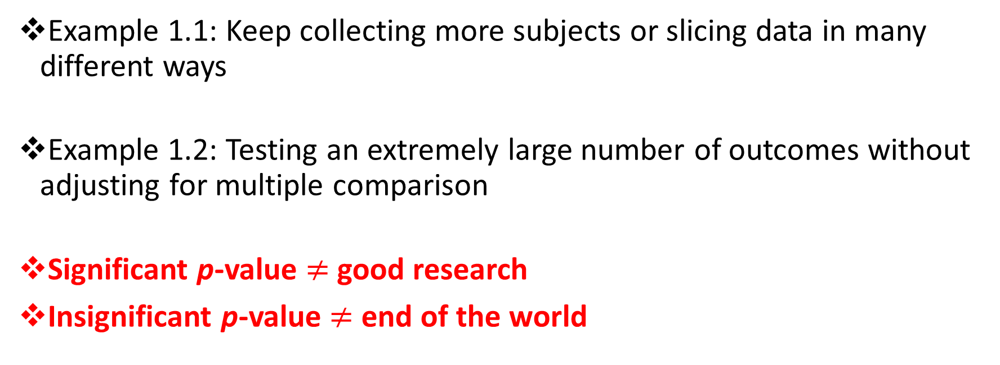 ❖Example 1.1: Keep collecting more subjects or slicing data in many
different ways
❖Example 1.2: Testing an extremely large number of outcomes without
adjusting for multiple comparison
❖Significant p-value ≠ good research
❖Insignificant p-value ≠ end of the world